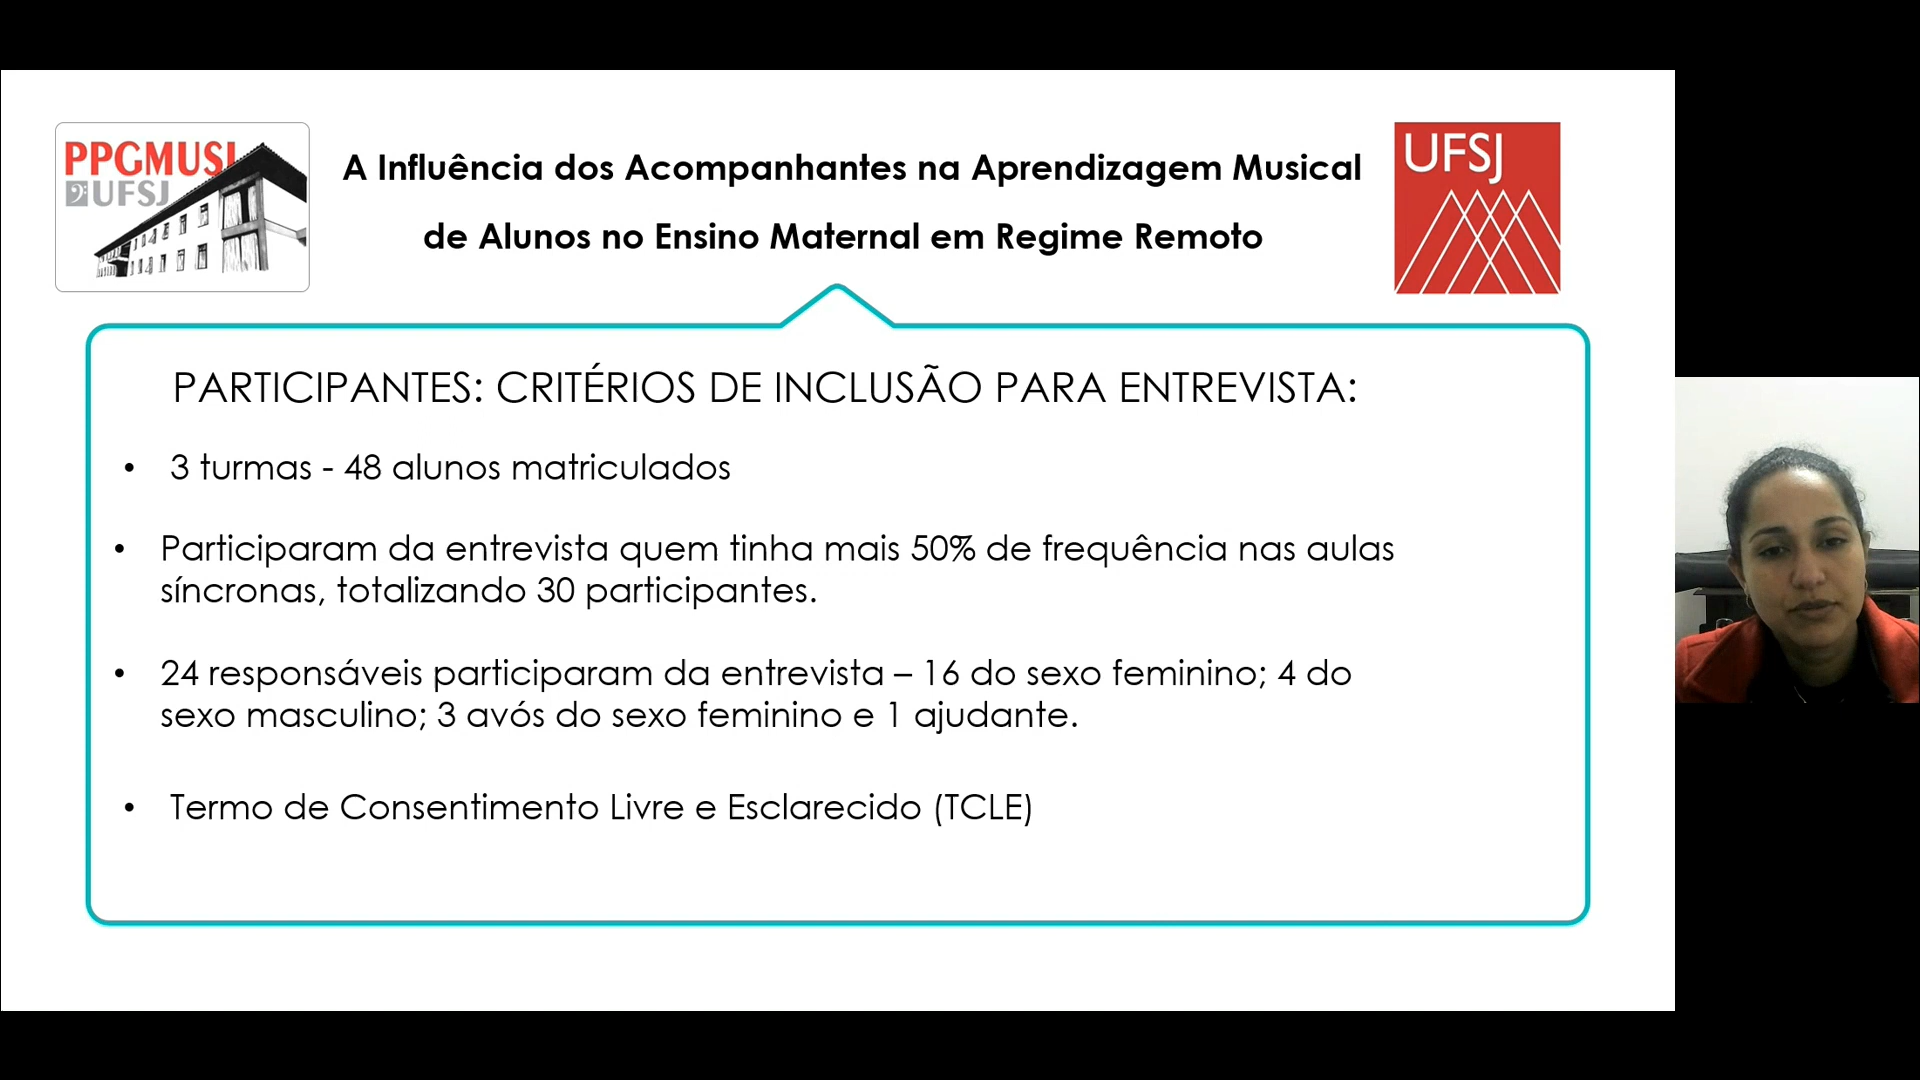 PPGMUSI
UFSJ
A Influência dos Acompanhantes na Aprendizagem Musical
de Alunos no Ensino Maternal em Regime Remoto
UFSJ
PARTICIPANTES: CRITÉRIOS DE INCLUSÃO PARA ENTREVISTA:
• 3 turmas - 48 alunos matriculados
• Participaram da entrevista quem tinha mais 50% de frequência nas aulas
síncronas, totalizando 30 participantes.
• 24 responsáveis participaram da entrevista – 16 do sexo feminino; 4 do
sexo masculino; 3 avós do sexo feminino e 1 ajudante.
• Termo de Consentimento Livre e Esclarecido (TCLE)